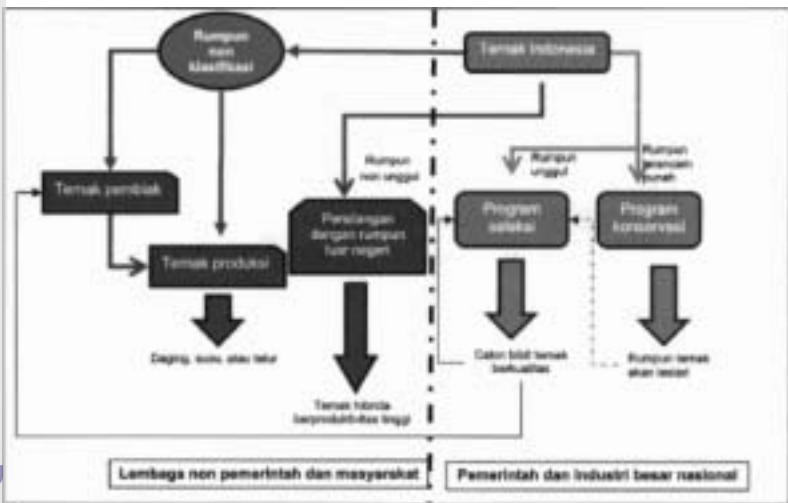 Rumpun
non
klasifikasi
Ternak Indonesia
Rumpun
non unggul
Rumpun
unggul
Rumpun
terancam
punah
Ternak pembiak
Persilangan
dengan rumpun
luar negeri
Program
seleksi
Program
konservasi
Ternak produksi
Daging, susu, atau telur
Ternak hibrida
berproduktivitas tinggi
Calon bibit ternak
berkualitas
Rumpun ternak
akan lestari
Lembaga non pemerintah dan masyarakat
Pemerintah dan industri besar nasional